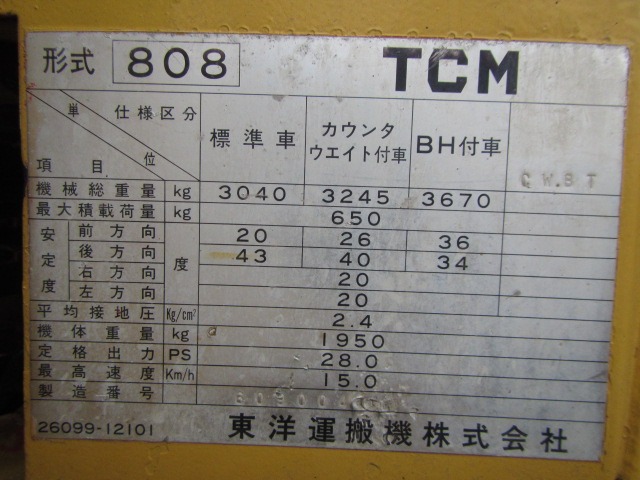 形式 808 TCM
単位 仕様区分 項目 標準車 カウンタウエイト付車 BH付車
C W.B T
機械総重量 kg 3040 3245 3670
最大積載荷量 kg 650
安定度 前方向 度 20 26 36
後方向 43 40 34
右方向 20
左方向 20
平均接地圧 Kg/cm² 2.4
機体重量 kg 1950
定格出力 PS 28.0
最高速度 Km/h 15.0
製造番号
26099-12101 東洋運搬機株式会社